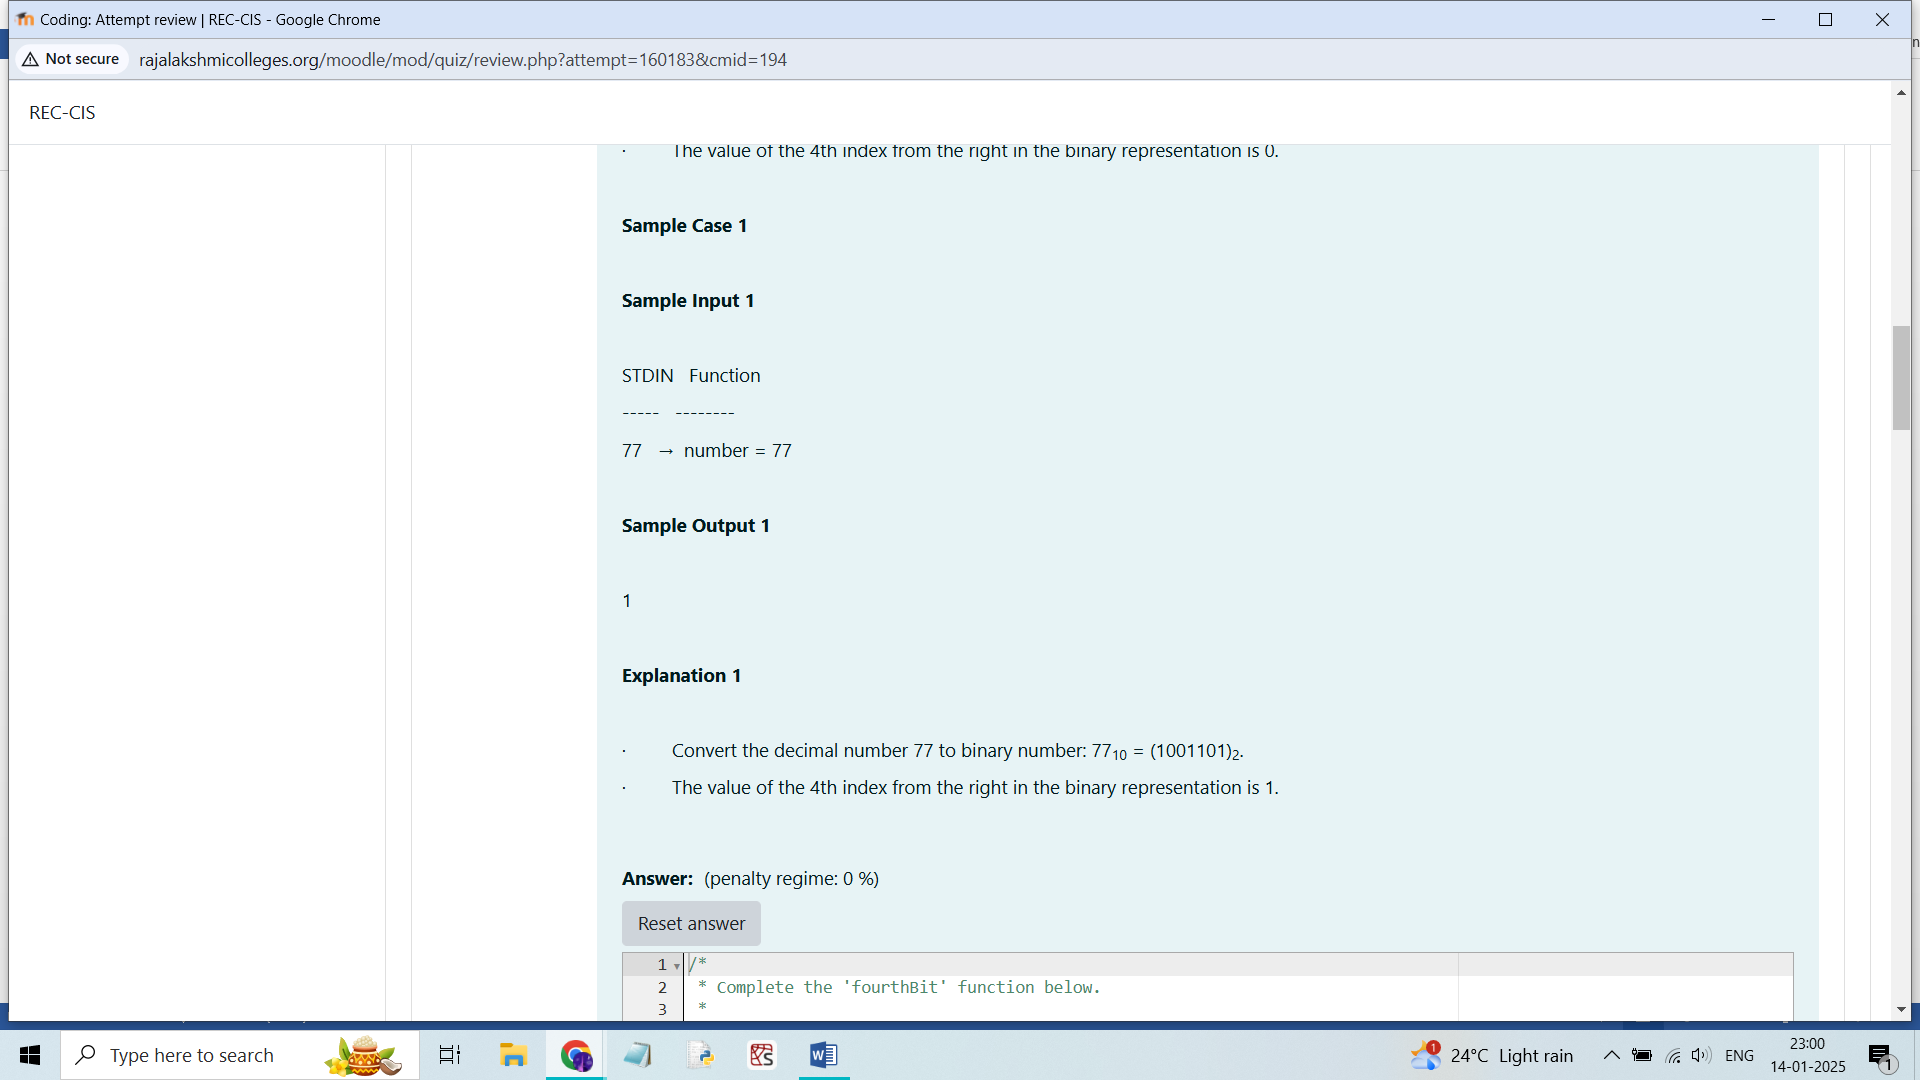 Coding: Attempt review | REC-CIS - Google Chrome
Not secure rajalakshmicolleges.org/moodle/mod/quiz/review.php?attempt=160183&cmid=194
REC-CIS
· The value of the 4th index from the right in the binary representation is 0.
Sample Case 1
Sample Input 1
STDIN Function
----- --------
77 → number = 77
Sample Output 1
1
Explanation 1
· Convert the decimal number 77 to binary number: 77₁₀ = (1001101)₂.
· The value of the 4th index from the right in the binary representation is 1.
Answer: (penalty regime: 0 %)
Reset answer
1 /*
2 * Complete the 'fourthBit' function below.
3 *
Type here to search
1
24°C Light rain
ENG
23:00
14-01-2025
1